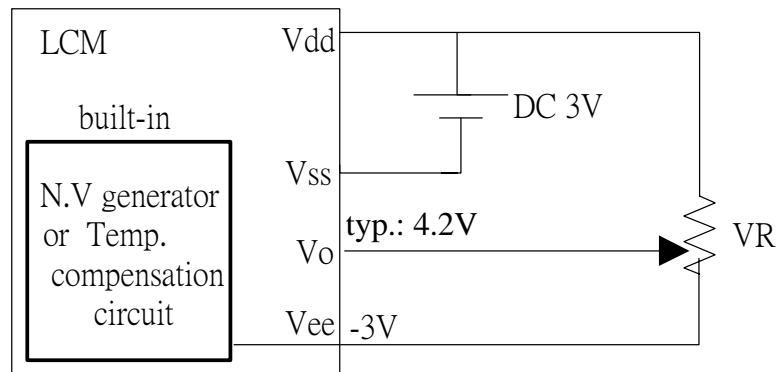 LCM
Vdd
DC 3V
built-in
Vss
N.V generator
or Temp.
compensation
circuit
typ.: 4.2V
Vo
VR
Vee
-3V